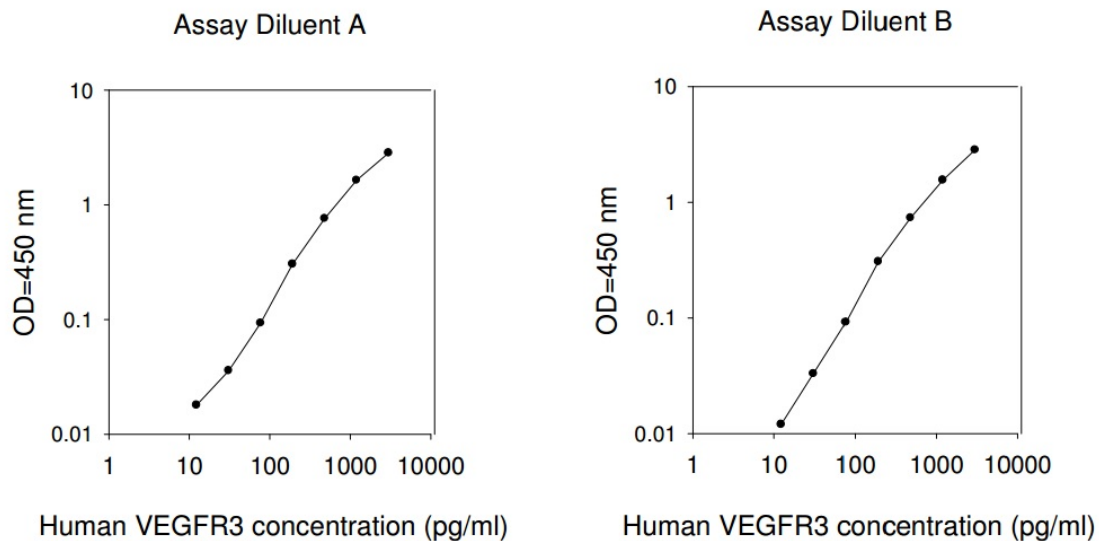 Assay Diluent A
10
1
0.1
0.01
OD=450 nm
1 10 100 1000 10000
Human VEGFR3 concentration (pg/ml)
Assay Diluent B
10
1
0.1
0.01
OD=450 nm
1 10 100 1000 10000
Human VEGFR3 concentration (pg/ml)